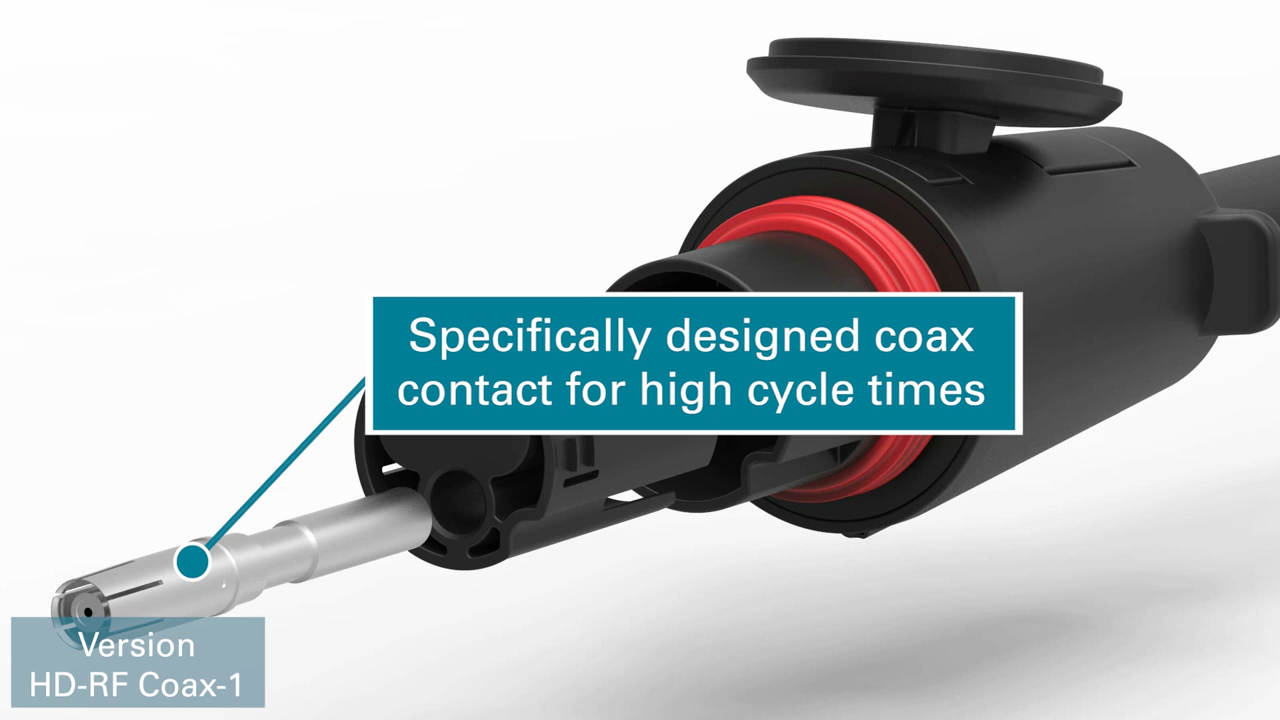 Specifically designed coax
contact for high cycle times
Version
HD-RF Coax-1